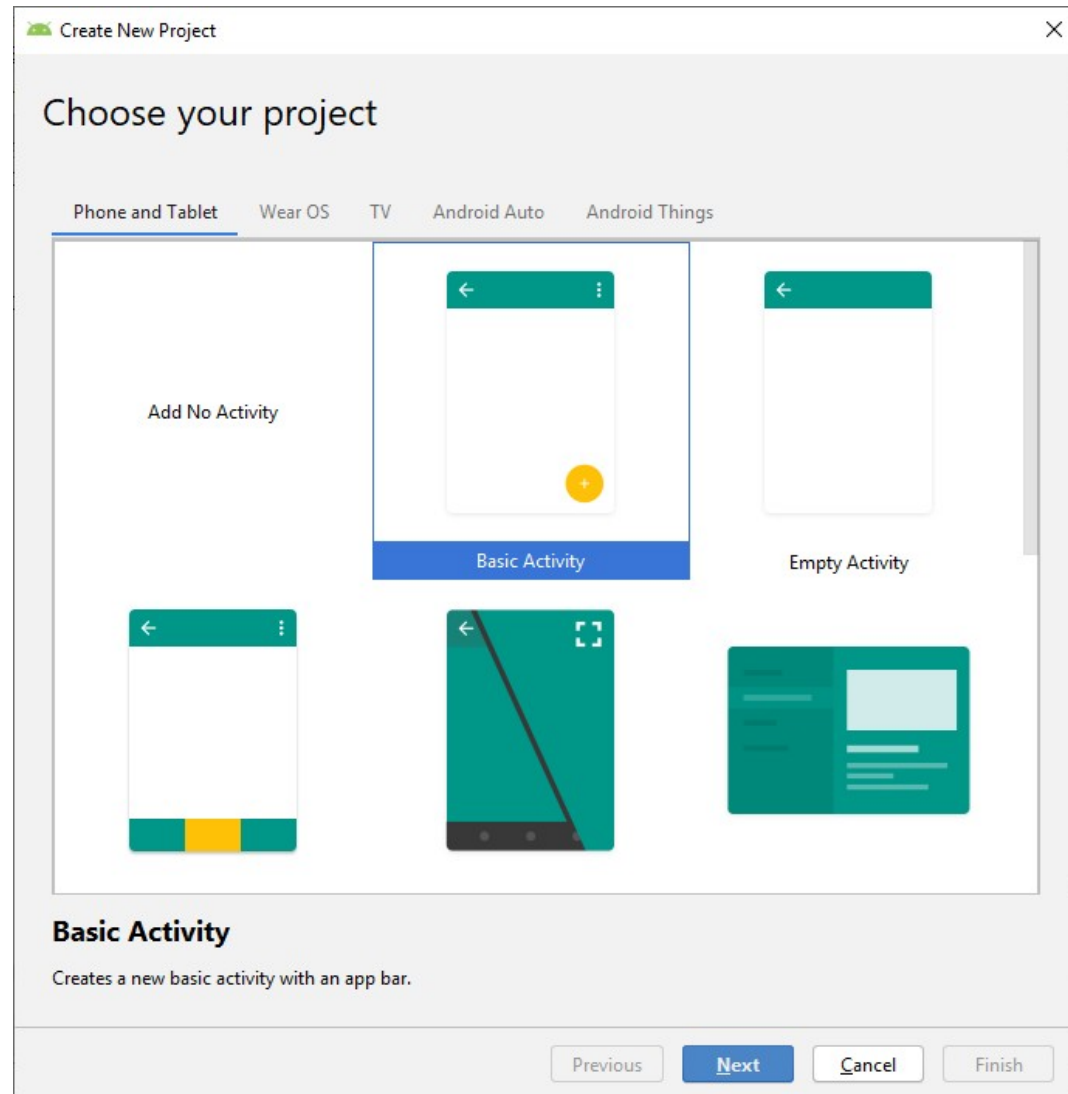 Create New Project
Choose your project
Phone and Tablet Wear OS TV Android Auto Android Things
Add No Activity
Basic Activity
Empty Activity
Basic Activity
Creates a new basic activity with an app bar.
Previous Next Cancel Finish